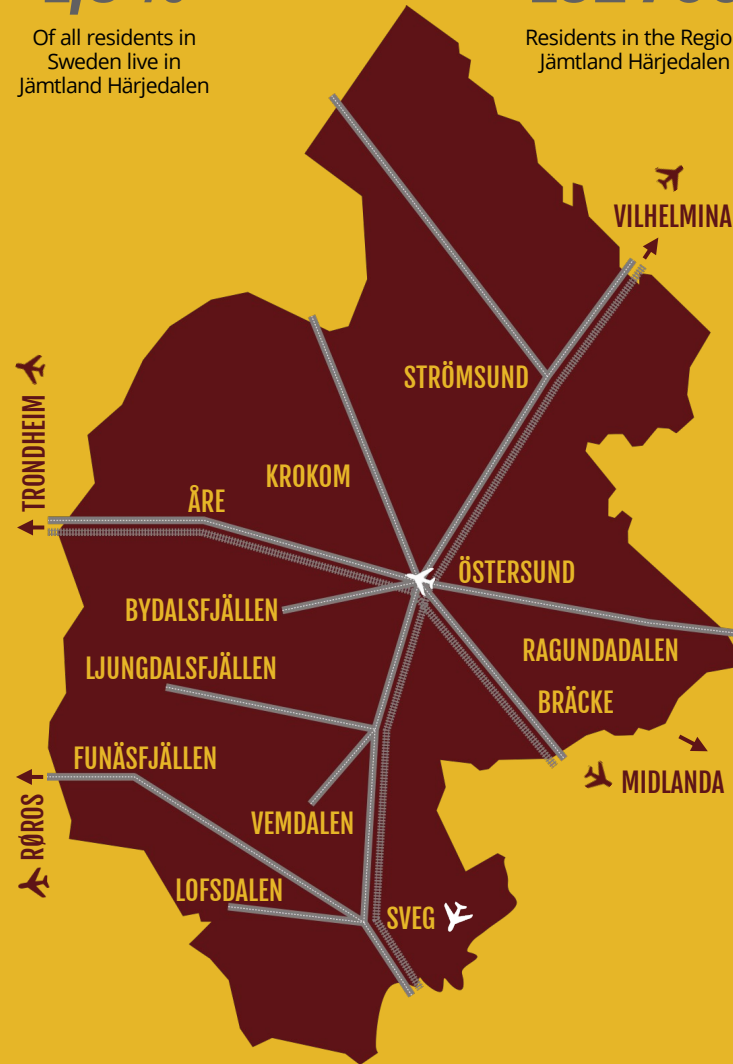 Of all residents in
Sweden live in
Jämtland Härjedalen
Residents in the Regio
Jämtland Härjedalen
VILHELMINA
STRÖMSUND
TRONDHEIM
KROKOM
ÅRE
ÖSTERSUND
BYDALSFJÄLLEN
RAGUNDADALEN
LJUNGDALSFJÄLLEN
BRÄCKE
FUNÄSFJÄLLEN
MIDLANDA
RØROS
VEMDALEN
LOFSDALEN
SVEG